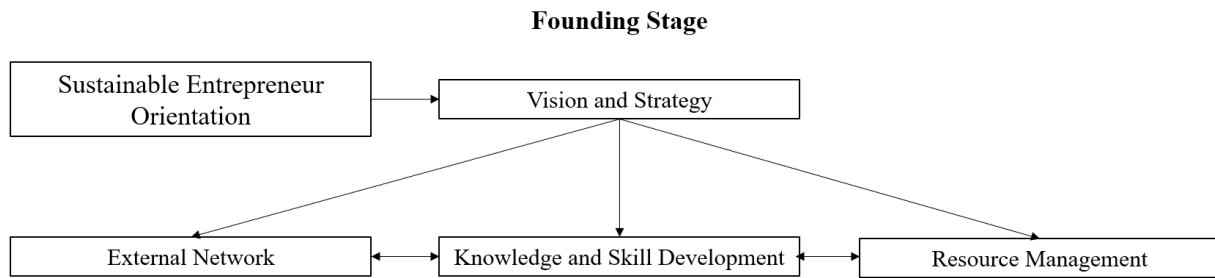 Founding Stage
Sustainable Entrepreneur
Orientation
Vision and Strategy
External Network
Knowledge and Skill Development
Resource Management